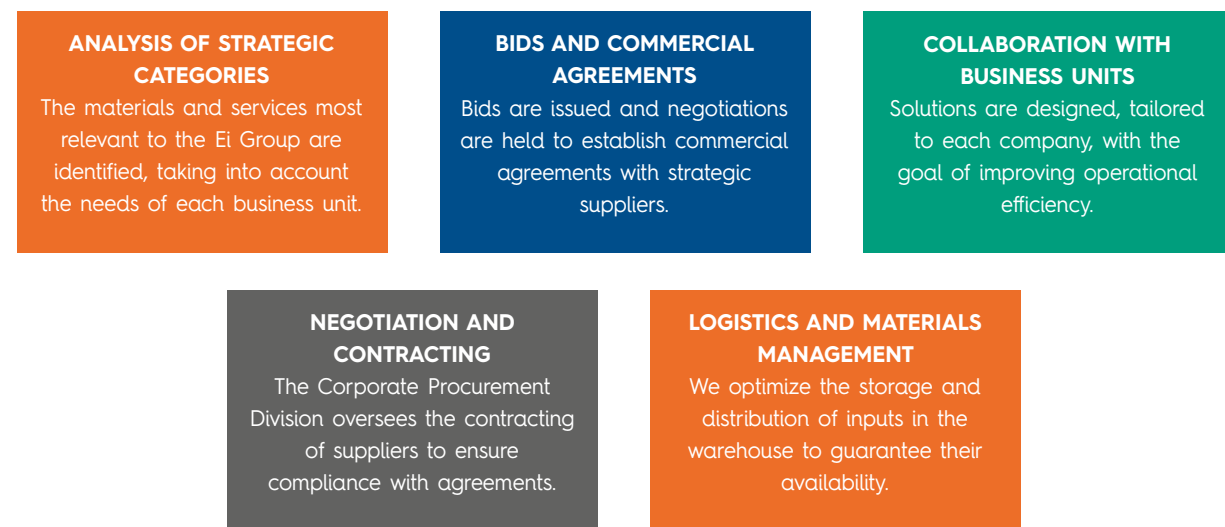 ANALYSIS OF STRATEGIC
CATEGORIES
The materials and services most
relevant to the Ei Group are
identified, taking into account
the needs of each business unit.
BIDS AND COMMERCIAL
AGREEMENTS
Bids are issued and negotiations
are held to establish commercial
agreements with strategic
suppliers.
COLLABORATION WITH
BUSINESS UNITS
Solutions are designed, tailored
to each company, with the
goal of improving operational
efficiency.
NEGOTIATION AND
CONTRACTING
The Corporate Procurement
Division oversees the contracting
of suppliers to ensure
compliance with agreements.
LOGISTICS AND MATERIALS
MANAGEMENT
We optimize the storage and
distribution of inputs in the
warehouse to guarantee their
availability.